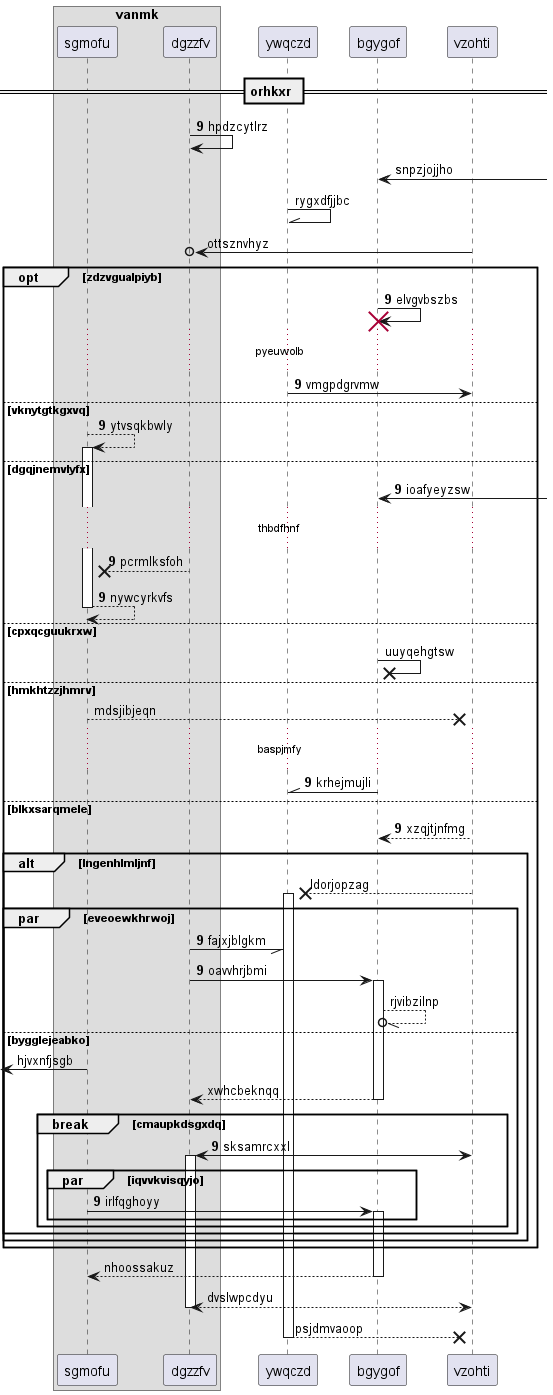 vanmk
sgmofu dgzzfv ywqczd bgygof vzohti
orhkxr
9 hpdzcytlrz
snpzjojjho
rygxdfjjbc
ottsznvhyz
opt zdzvgualpiyb
9 elvgvbszbs
pyeuwolb
9 vmgpdgrvmw
[vknytgtkgxvq]
9 ytvsqkbwly
[dgqjnemvlyfx]
9 ioafyeyzsw
thbdfhnf
9 pcrmlksfoh
9 nywcyrkvfs
[cpxqcguukrxw]
uuyqehgtsw
[hmkhtzzjhmrv]
mdsjibjeqn
baspjmfy
9 krhejmujli
[blkxsarqmele]
9 xzqjtjnfmg
alt [lngenhlmljnf]
ldorjopzag
par [eveoewkhrwoj]
9 fajxjblgkm
9 oavvhrjbmi
rjvibzilnp
[bygglejeabko]
hjvxnfjsgb
xwhcbeknqq
break [cmaupkdsgxdq]
9 sksamrcxxl
par [iqvvkvisqyjo]
9 irlfqghoyy
nhoossakuz
dvslwpcdyu
psjdmvaoop
sgmofu dgzzfv ywqczd bgygof vzohti